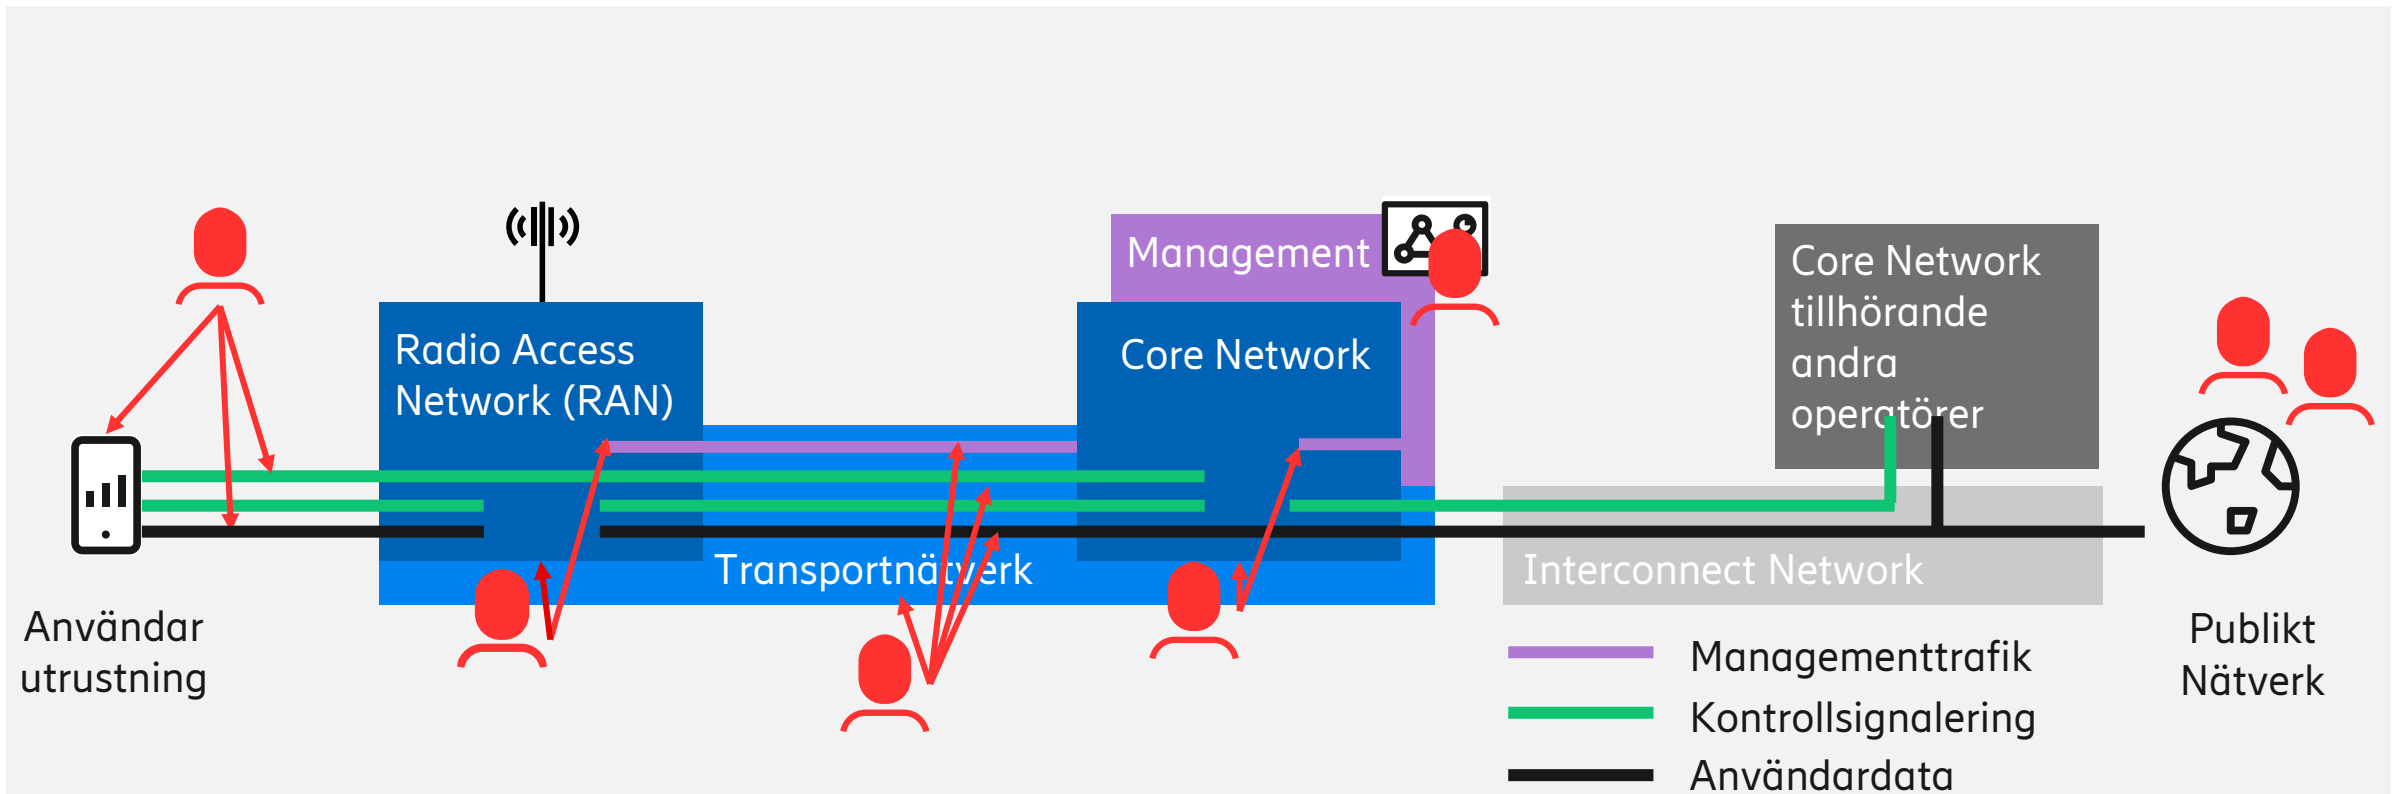 Management
Core Network
tillhörande
andra
operatörer
Radio Access
Network (RAN)
Core Network
Transportnätverk
Interconnect Network
Användar
utrustning
Publikt
Nätverk
Managementtrafik
Kontrollsignalering
Användardata